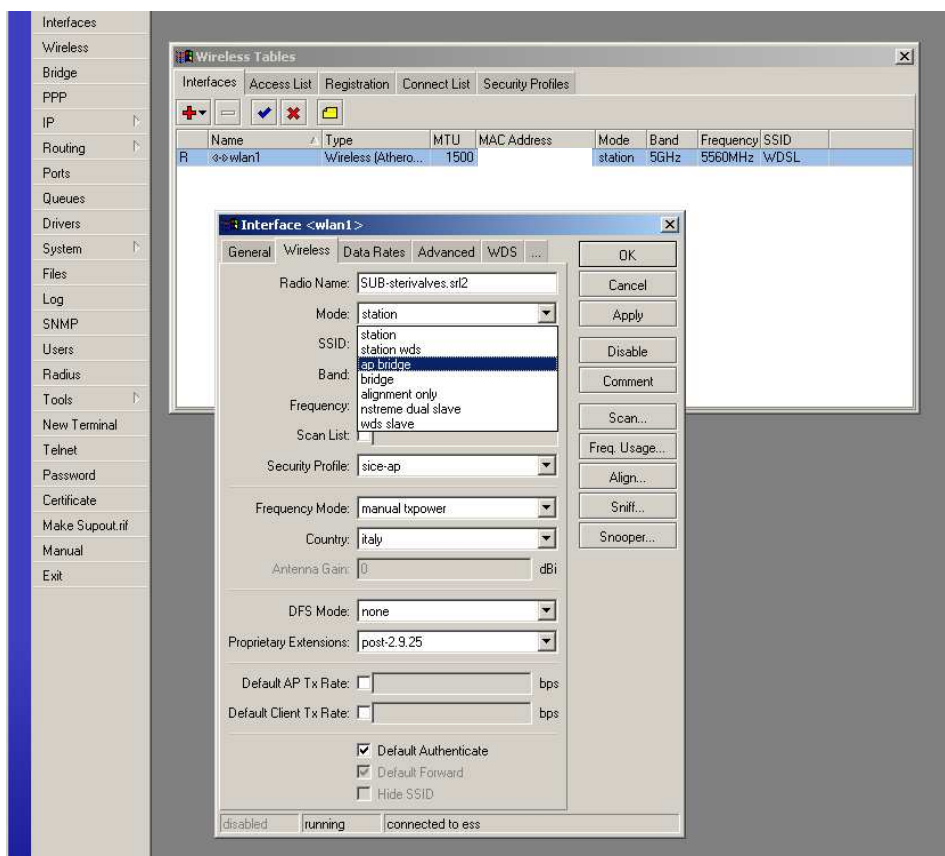 Interfaces
Wireless
Bridge
PPP
IP
Routing
Ports
Queues
Drivers
System
Files
Log
SNMP
Users
Radius
Tools
New Terminal
Telnet
Password
Certificate
Make Supout.rif
Manual
Exit
Wireless Tables
Interfaces Access List Registration Connect List Security Profiles
Name Type MTU MAC Address Mode Band Frequency SSID
R wlan1 Wireless (Athero... 1500 station 5GHz 5560MHz WDSL
Interface <wlan1>
General Wireless Data Rates Advanced WDS ...
Radio Name: SUB-sterivalves.srl2
Mode: station
SSID:
Band:
Frequency:
station
station wds
ap bridge
bridge
alignment only
nstreme dual slave
wds slave
Scan List:
Security Profile: sice-ap
Frequency Mode: manual txpower
Country: italy
Antenna Gain: 0 dBi
DFS Mode: none
Proprietary Extensions: post-2.9.25
Default AP Tx Rate: bps
Default Client Tx Rate: bps
Default Authenticate
Default Forward
Hide SSID
OK
Cancel
Apply
Disable
Comment
Scan...
Freq. Usage...
Align...
Sniff...
Snooper...
disabled running connected to ess